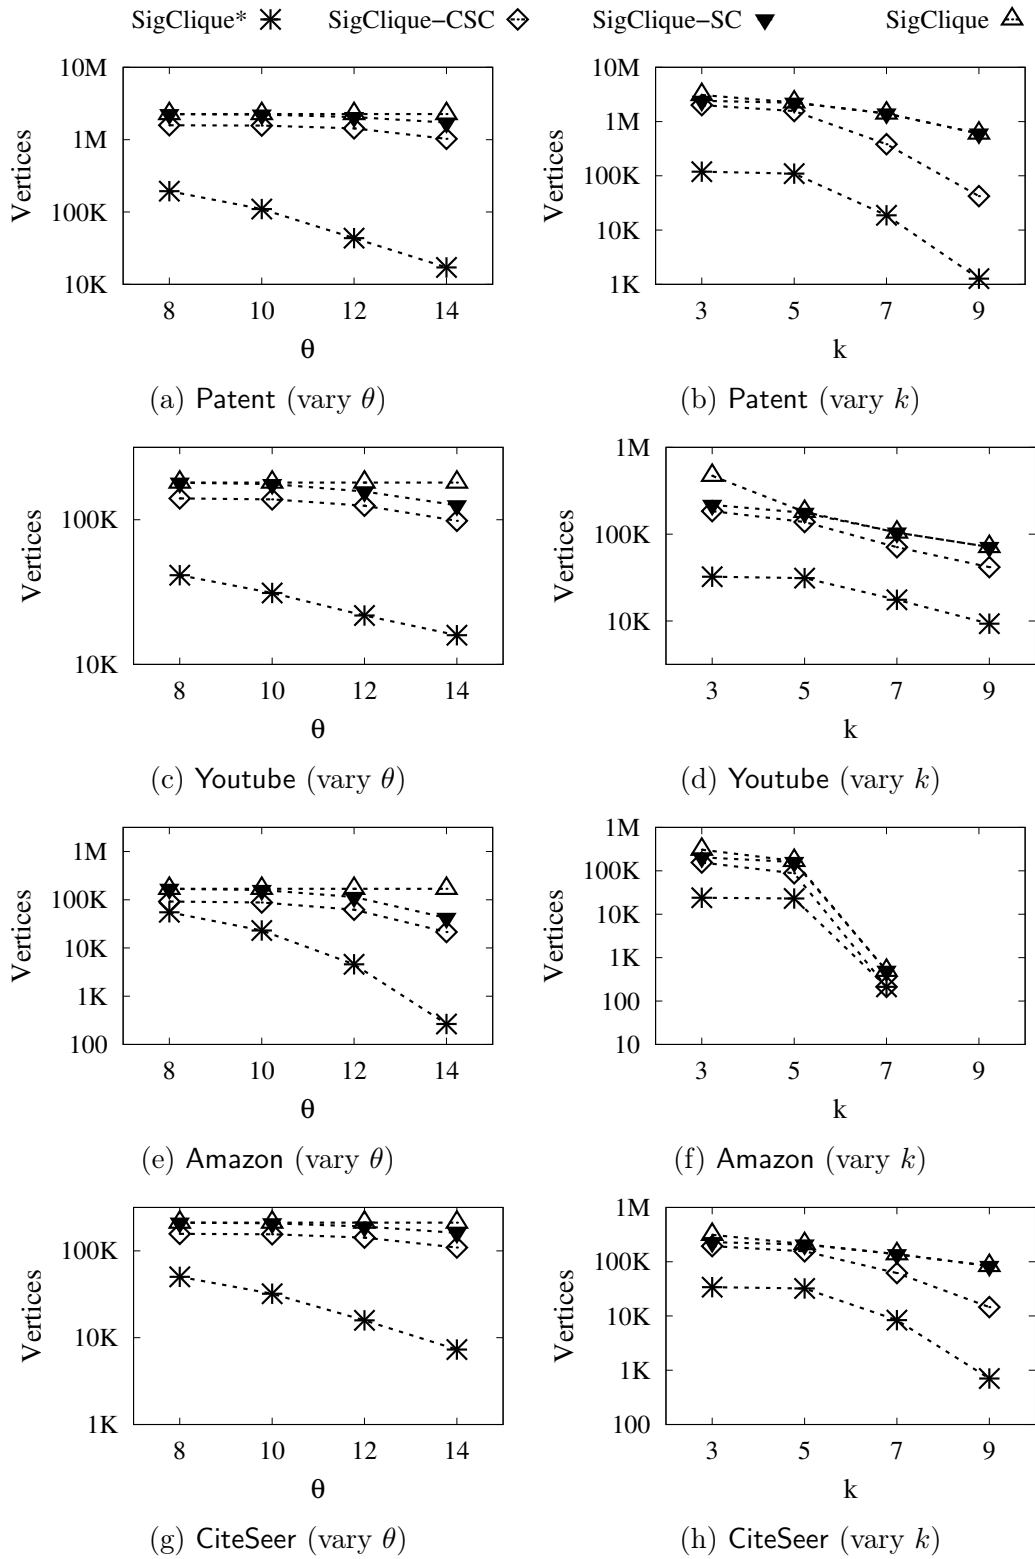 SigClique* SigClique−CSC SigClique−SC SigClique
10M 1M 100K 10K
Vertices
8 10 12 14
θ
(a) Patent (vary θ)
10M 1M 100K 10K 1K
Vertices
3 5 7 9
k
(b) Patent (vary k)
100K 10K
Vertices
8 10 12 14
θ
(c) Youtube (vary θ)
1M 100K 10K
Vertices
3 5 7 9
k
(d) Youtube (vary k)
1M 100K 10K 1K 100
Vertices
8 10 12 14
θ
(e) Amazon (vary θ)
1M 100K 10K 1K 100 10
Vertices
3 5 7 9
k
(f) Amazon (vary k)
100K 10K 1K
Vertices
8 10 12 14
θ
(g) CiteSeer (vary θ)
1M 100K 10K 1K 100
Vertices
3 5 7 9
k
(h) CiteSeer (vary k)